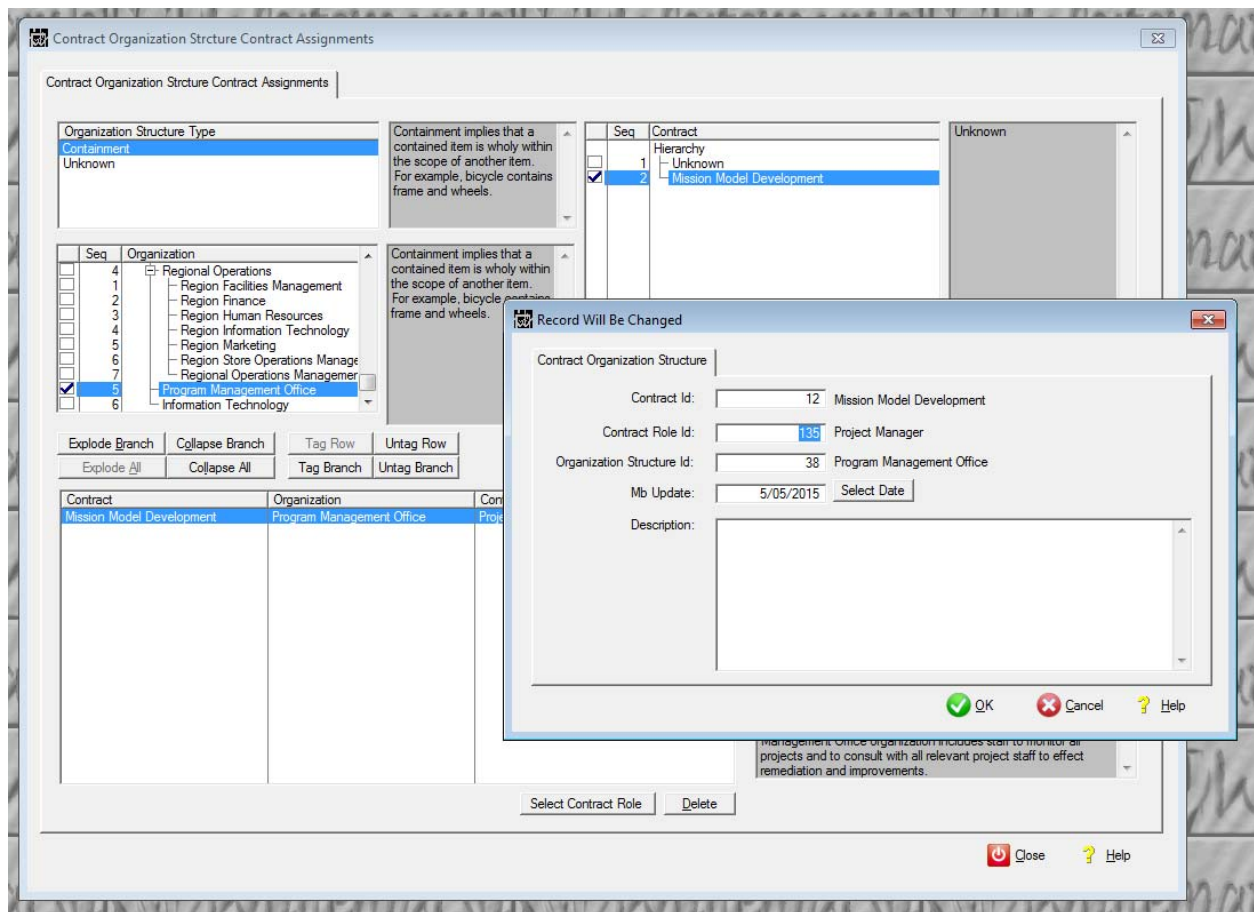 Contract Organization Strcture Contract Assignments
Contract Organization Strcture Contract Assignments
Organization Structure Type
Containment
Unknown
Containment implies that a
contained item is wholy within
the scope of another item.
For example, bicycle contains
frame and wheels.
Seq Contract
Hierarchy
1 Unknown
2 Mission Model Development
Unknown
Seq Organization
4 Regional Operations
1 Region Facilities Management
2 Region Finance
3 Region Human Resources
4 Region Information Technology
5 Region Marketing
6 Region Store Operations Manage
7 Regional Operations Managemer
5 Program Management Office
6 Information Technology
Containment implies that a
contained item is wholy within
the scope of another item.
For example, bicycle contains
frame and wheels.
Explode Branch Collapse Branch Tag Row Untag Row
Explode All Collapse All Tag Branch Untag Branch
Contract Organization
Mission Model Development Program Management Office
Record Will Be Changed
Contract Organization Structure
Contract Id: 12 Mission Model Development
Contract Role Id: 135 Project Manager
Organization Structure Id: 38 Program Management Office
Mb Update: 5/05/2015 Select Date
Description:
OK Cancel Help
Management Office organization includes staff to monitor all
projects and to consult with all relevant project staff to effect
remediation and improvements.
Select Contract Role Delete
Close Help